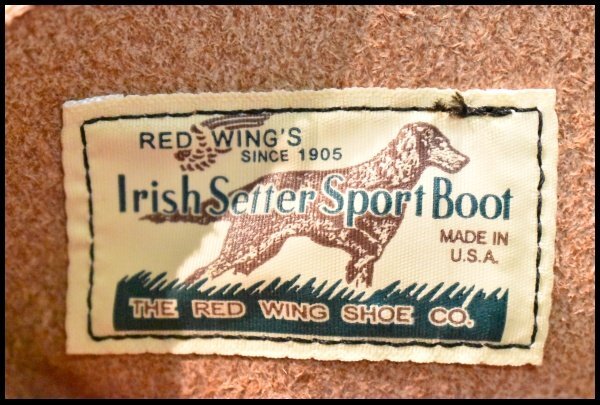 RED WING'S
SINCE 1905
Irish Setter Sport Boot
MADE IN
U.S.A.
THE RED WING SHOE CO.